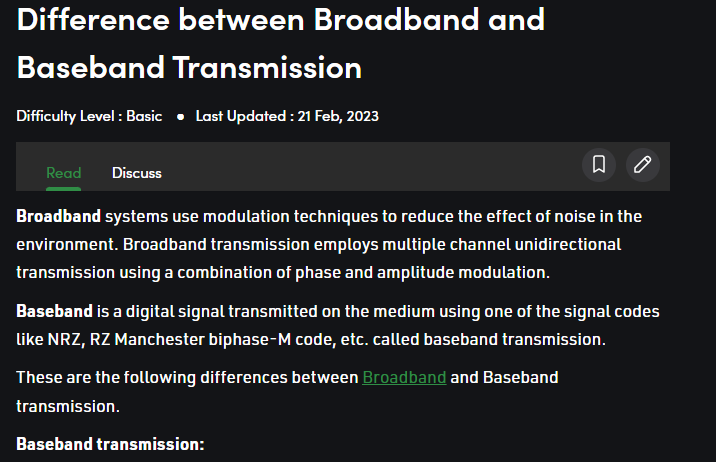 Difference between Broadband and
Baseband Transmission
Difficulty Level : Basic • Last Updated : 21 Feb, 2023
Read Discuss
Broadband systems use modulation techniques to reduce the effect of noise in the
environment. Broadband transmission employs multiple channel unidirectional
transmission using a combination of phase and amplitude modulation.
Baseband is a digital signal transmitted on the medium using one of the signal codes
like NRZ, RZ Manchester biphase-M code, etc. called baseband transmission.
These are the following differences between Broadband and Baseband
transmission.
Baseband transmission: